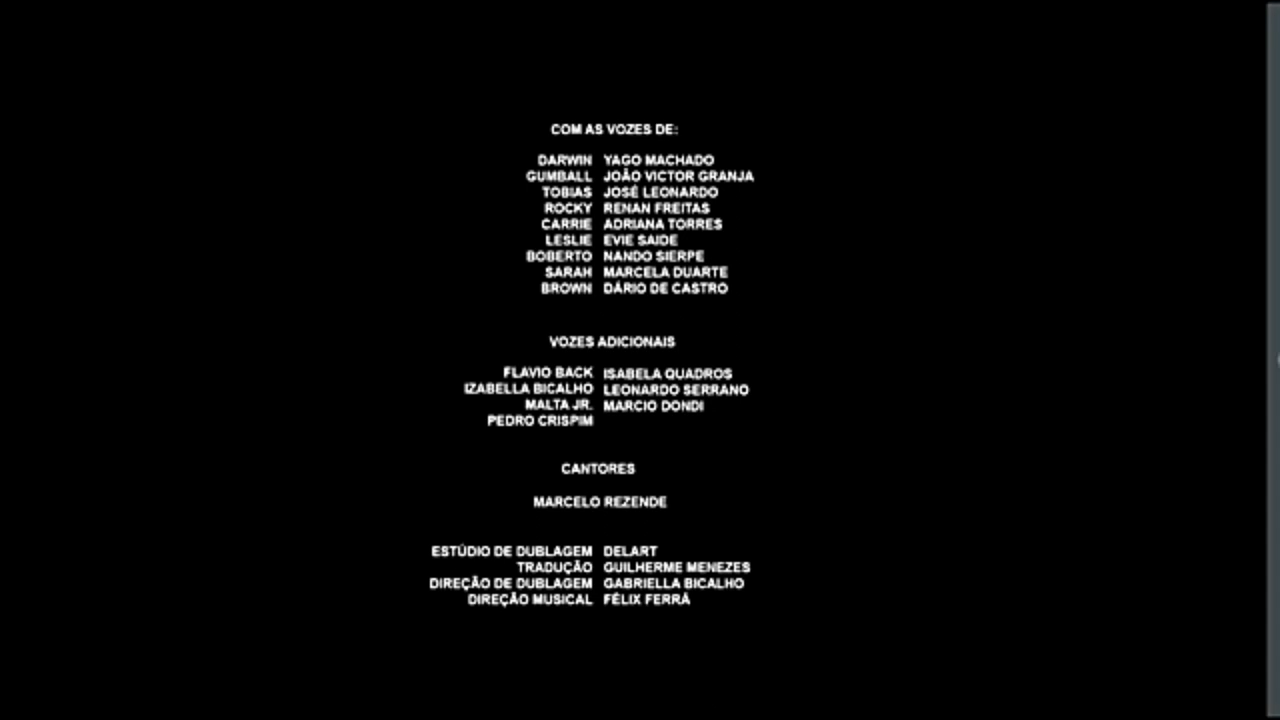 COM AS VOZES DE:
DARWIN YAGO MACHADO
GUMBALL JOÃO VICTOR GRANJA
TOBIAS JOSÉ LEONARDO
ROCKY RENAN FREITAS
CARRIE ADRIANA TORRES
LESLIE EVIE SAIDE
BOBERTO NANDO SIERPE
SARAH MARCELA DUARTE
BROWN DÁRIO DE CASTRO
VOZES ADICIONAIS
FLAVIO BACK ISABELA QUADROS
IZABELLA BICALHO LEONARDO SERRANO
MALTA JR. MARCIO DONDI
PEDRO CRISPIM
CANTORES
MARCELO REZENDE
ESTÚDIO DE DUBLAGEM DELART
TRADUÇÃO GUILHERME MENEZES
DIREÇÃO DE DUBLAGEM GABRIELLA BICALHO
DIREÇÃO MUSICAL FÉLIX FERRÀ